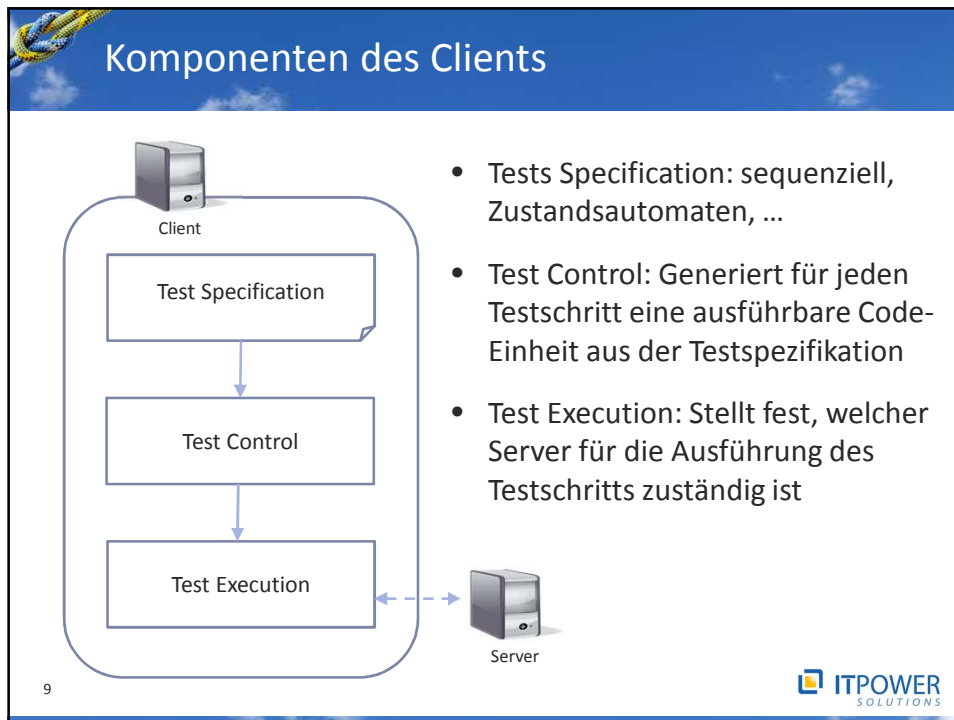 Komponenten des Clients
Client
Test Specification
Test Control
Test Execution
Server
• Tests Specification: sequenziell,
Zustandsautomaten, …
• Test Control: Generiert für jeden
Testschritt eine ausführbare Code-
Einheit aus der Testspezifikation
• Test Execution: Stellt fest, welcher
Server für die Ausführung des
Testschritts zuständig ist
9
ITPOWER
SOLUTIONS